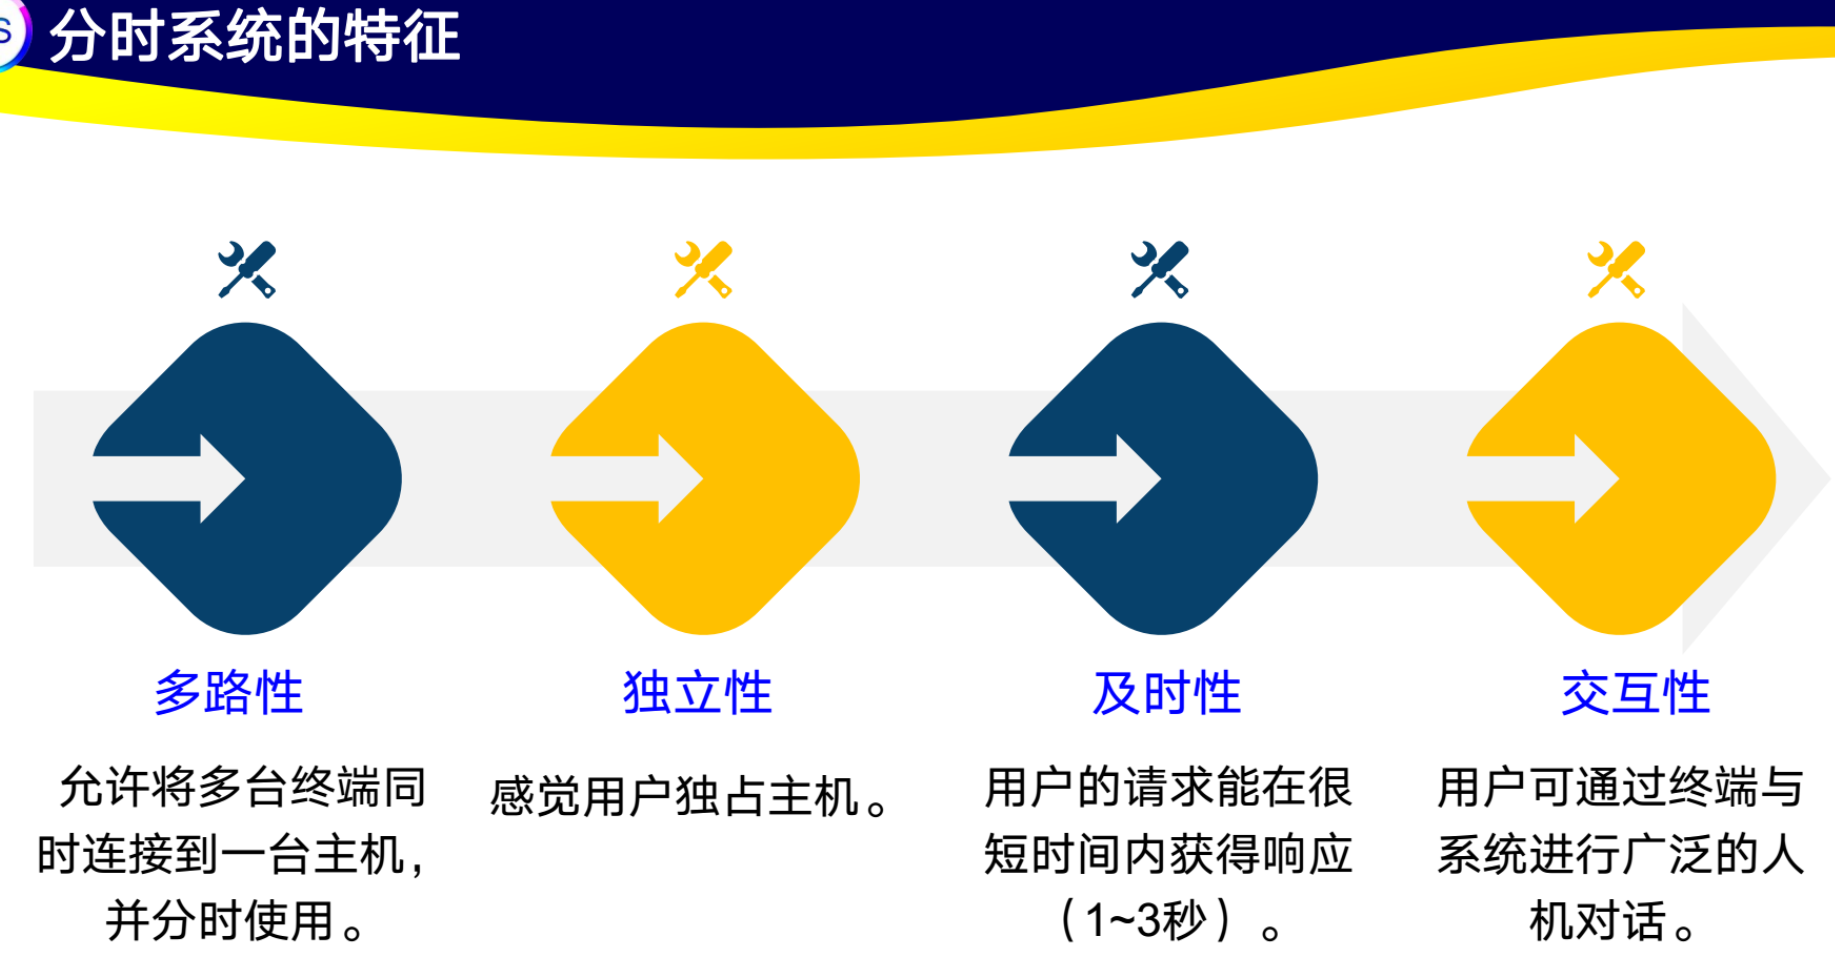 S
分时系统的特征
多路性
允许将多台终端同
时连接到一台主机，
并分时使用。
独立性
感觉用户独占主机。
及时性
用户的请求能在很
短时间内获得响应
（1~3秒）。
交互性
用户可通过终端与
系统进行广泛的人
机对话。